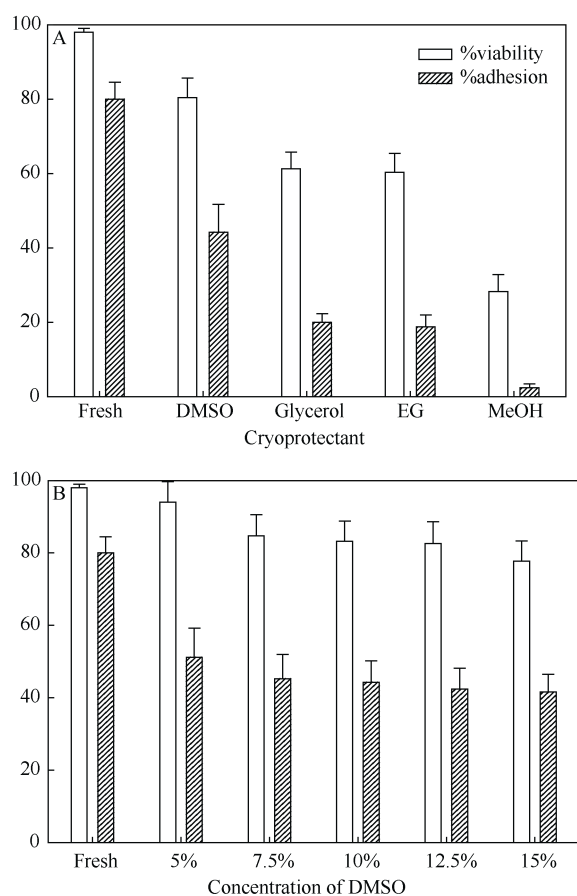 100
A
%viability
%adhesion
80
60
40
20
0
Fresh DMSO Glycerol EG MeOH
Cryoprotectant
100
B
80
60
40
20
0
Fresh 5% 7.5% 10% 12.5% 15%
Concentration of DMSO